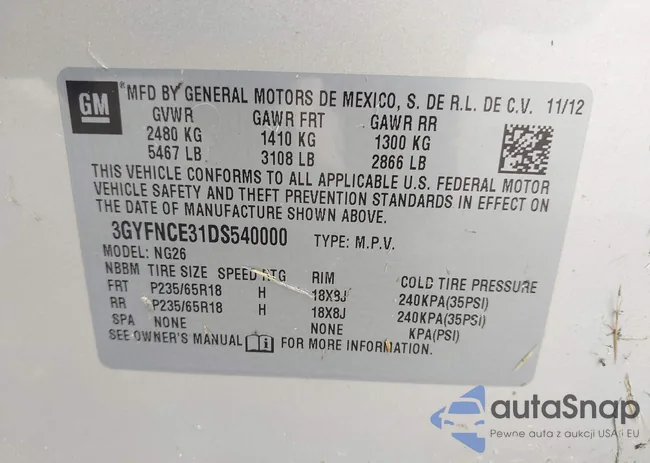 GM
MFD BY GENERAL MOTORS DE MEXICO, S. DE R.L. DE C.V. 11/12
GVWR GAWR FRT GAWR RR
2480 KG 1410 KG 1300 KG
5467 LB 3108 LB 2866 LB
THIS VEHICLE CONFORMS TO ALL APPLICABLE U.S. FEDERAL MOTOR
VEHICLE SAFETY AND THEFT PREVENTION STANDARDS IN EFFECT ON
THE DATE OF MANUFACTURE SHOWN ABOVE.
3GYFNCE31DS540000 TYPE: M.P.V.
MODEL: NG26
NBBM TIRE SIZE SPEED RTG RIM COLD TIRE PRESSURE
FRT P235/65R18 H 18X8J 240KPA(35PSI)
RR P235/65R18 H 18X8J 240KPA(35PSI)
SPA NONE NONE KPA(PSI)
SEE OWNER'S MANUAL FOR MORE INFORMATION.
autaSnap
Pewne auta z aukcji USA i EU